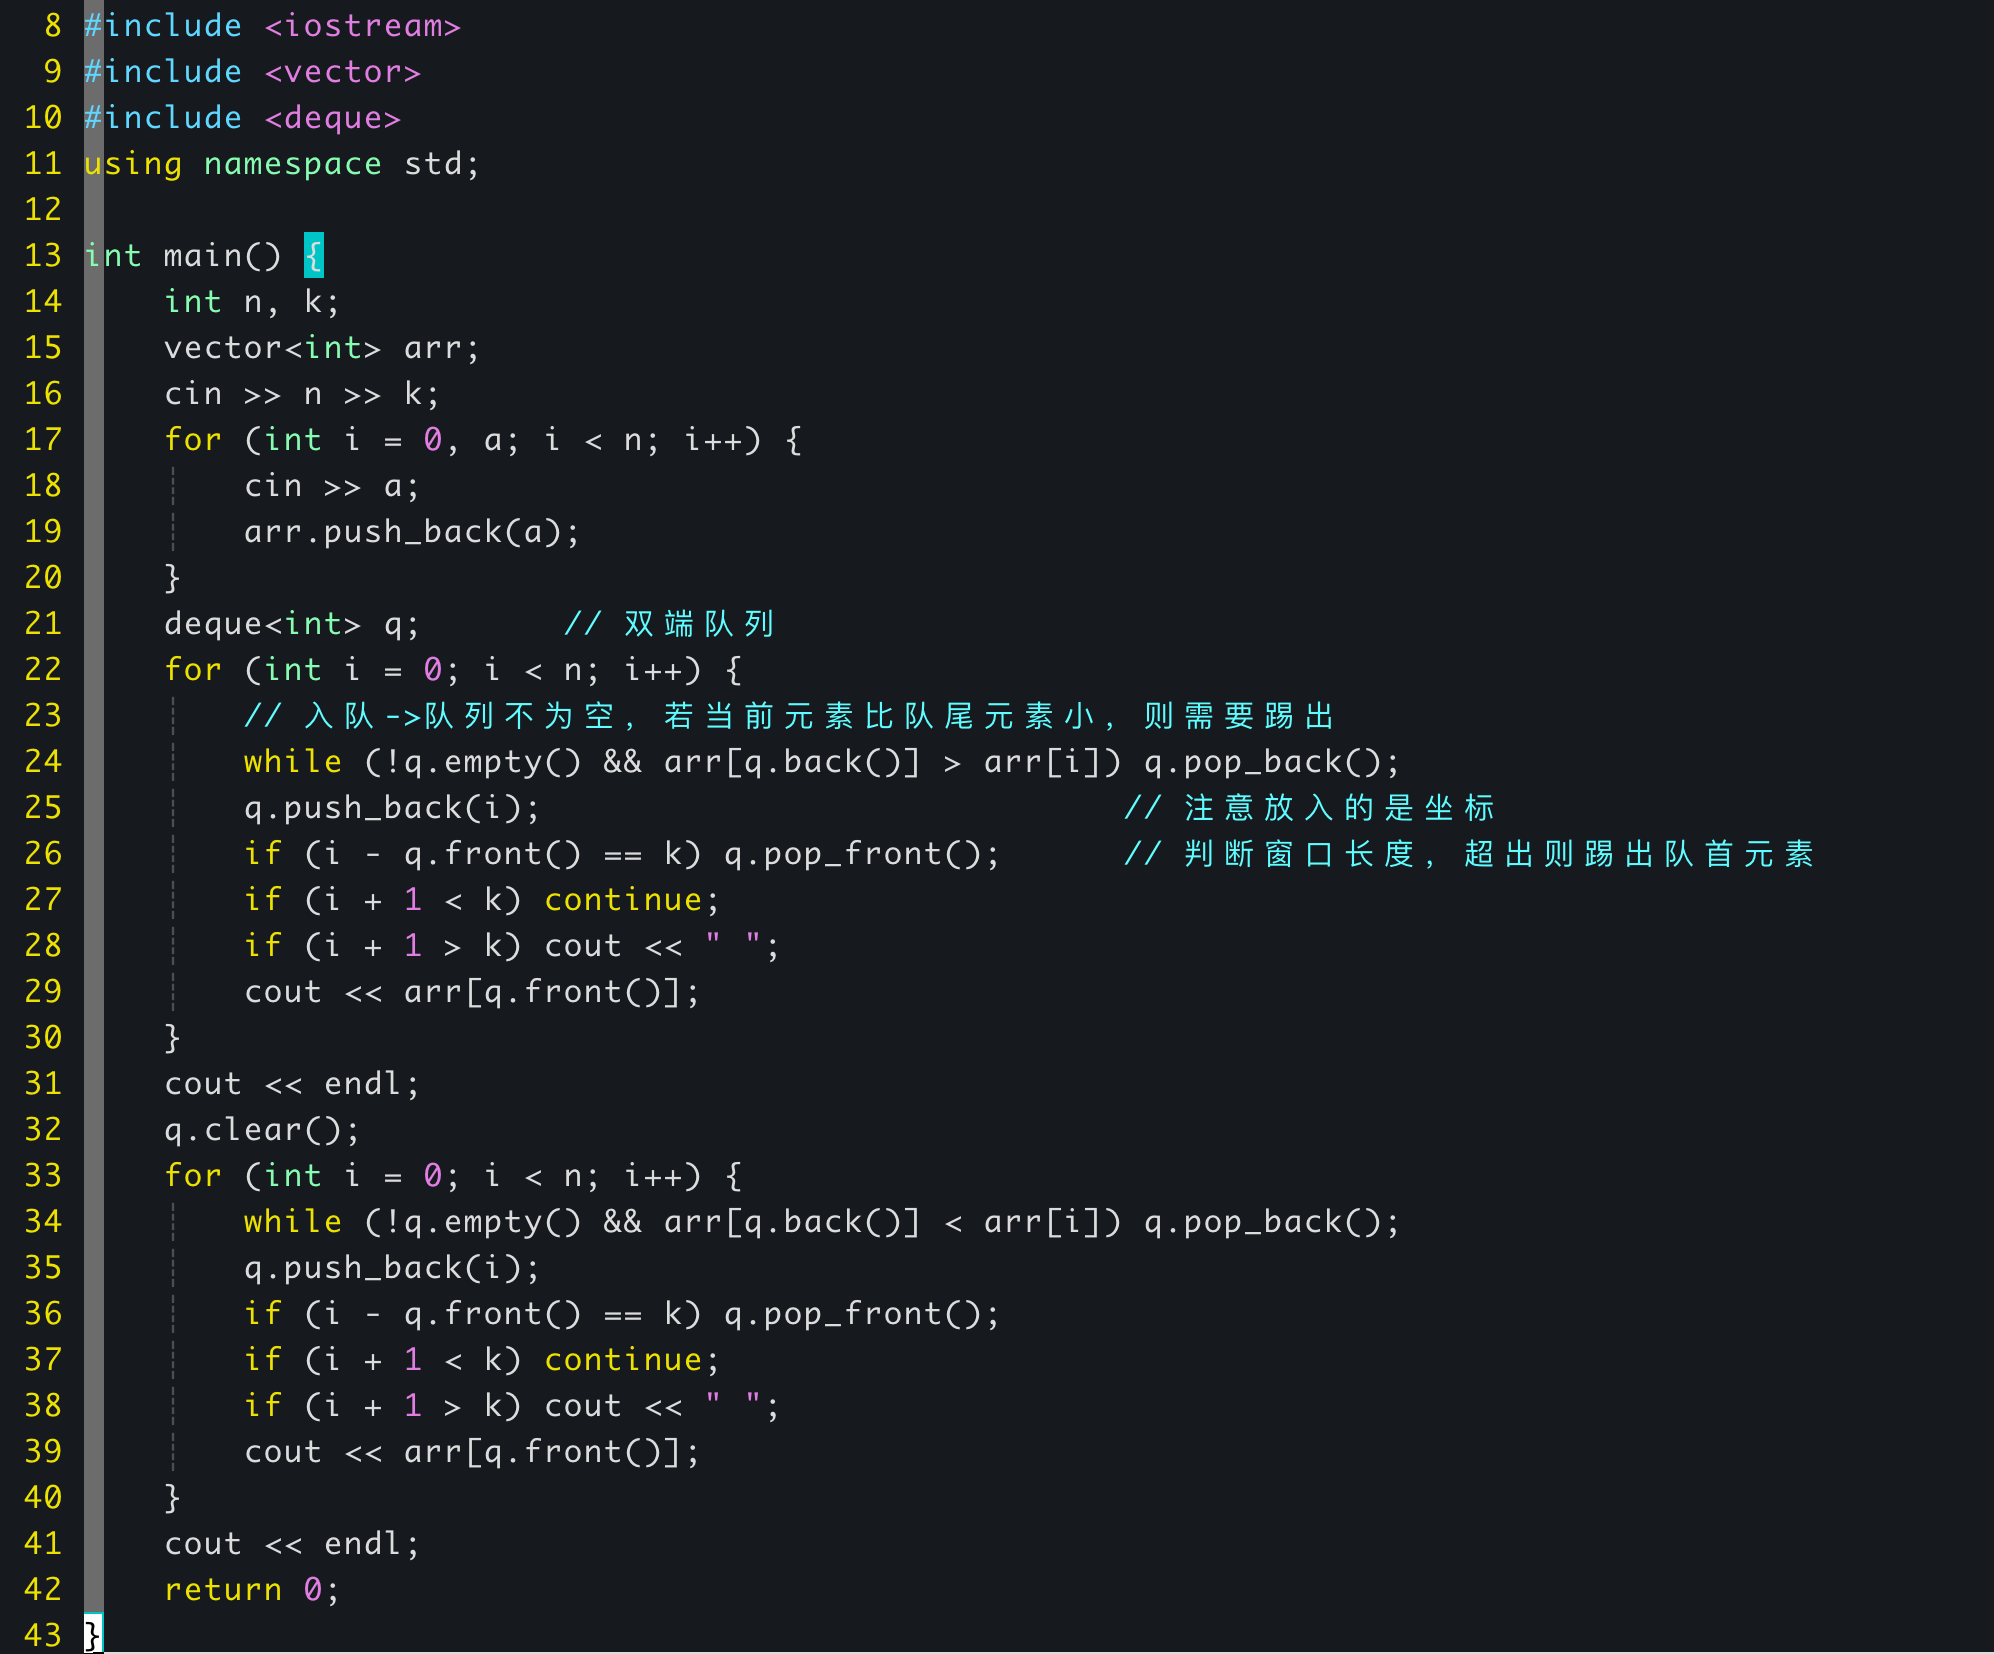 8 #include <iostream>
9 #include <vector>
10 #include <deque>
11 using namespace std;
12
13 int main() {
14     int n, k;
15     vector<int> arr;
16     cin >> n >> k;
17     for (int i = 0, a; i < n; i++) {
18         cin >> a;
19         arr.push_back(a);
20     }
21     deque<int> q;       // 双端队列
22     for (int i = 0; i < n; i++) {
23         // 入队->队列不为空，若当前元素比队尾元素小，则需要踢出
24         while (!q.empty() && arr[q.back()] > arr[i]) q.pop_back();
25         q.push_back(i);                             // 注意放入的是坐标
26         if (i - q.front() == k) q.pop_front();      // 判断窗口长度，超出则踢出队首元素
27         if (i + 1 < k) continue;
28         if (i + 1 > k) cout << " ";
29         cout << arr[q.front()];
30     }
31     cout << endl;
32     q.clear();
33     for (int i = 0; i < n; i++) {
34         while (!q.empty() && arr[q.back()] < arr[i]) q.pop_back();
35         q.push_back(i);
36         if (i - q.front() == k) q.pop_front();
37         if (i + 1 < k) continue;
38         if (i + 1 > k) cout << " ";
39         cout << arr[q.front()];
40     }
41     cout << endl;
42     return 0;
43 }